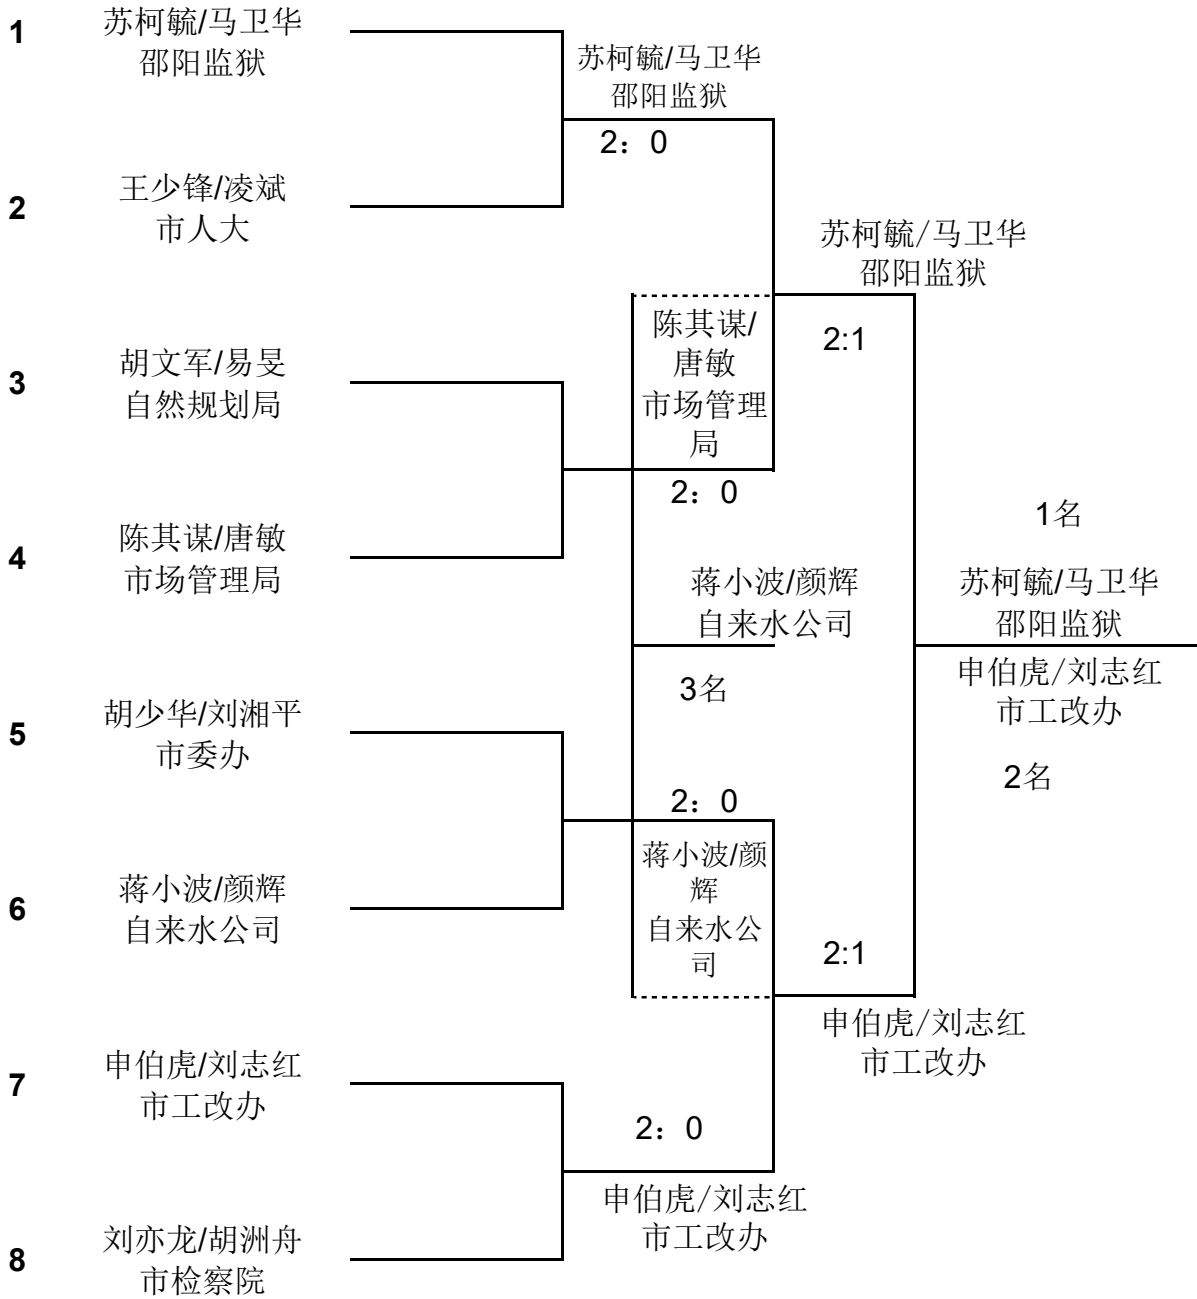 1
苏柯毓/马卫华
邵阳监狱
苏柯毓/马卫华
邵阳监狱
2：0
2
王少锋/凌斌
市人大
苏柯毓/马卫华
邵阳监狱
2:1
3
胡文军/易旻
自然规划局
陈其谋/
唐敏
市场管理
局
2：0
4
陈其谋/唐敏
市场管理局
1名
蒋小波/颜辉
自来水公司
3名
苏柯毓/马卫华
邵阳监狱
申伯虎/刘志红
市工改办
2名
5
胡少华/刘湘平
市委办
2：0
蒋小波/颜
辉
自来水公
司
6
蒋小波/颜辉
自来水公司
2:1
申伯虎/刘志红
市工改办
7
申伯虎/刘志红
市工改办
2：0
申伯虎/刘志红
市工改办
8
刘亦龙/胡洲舟
市检察院